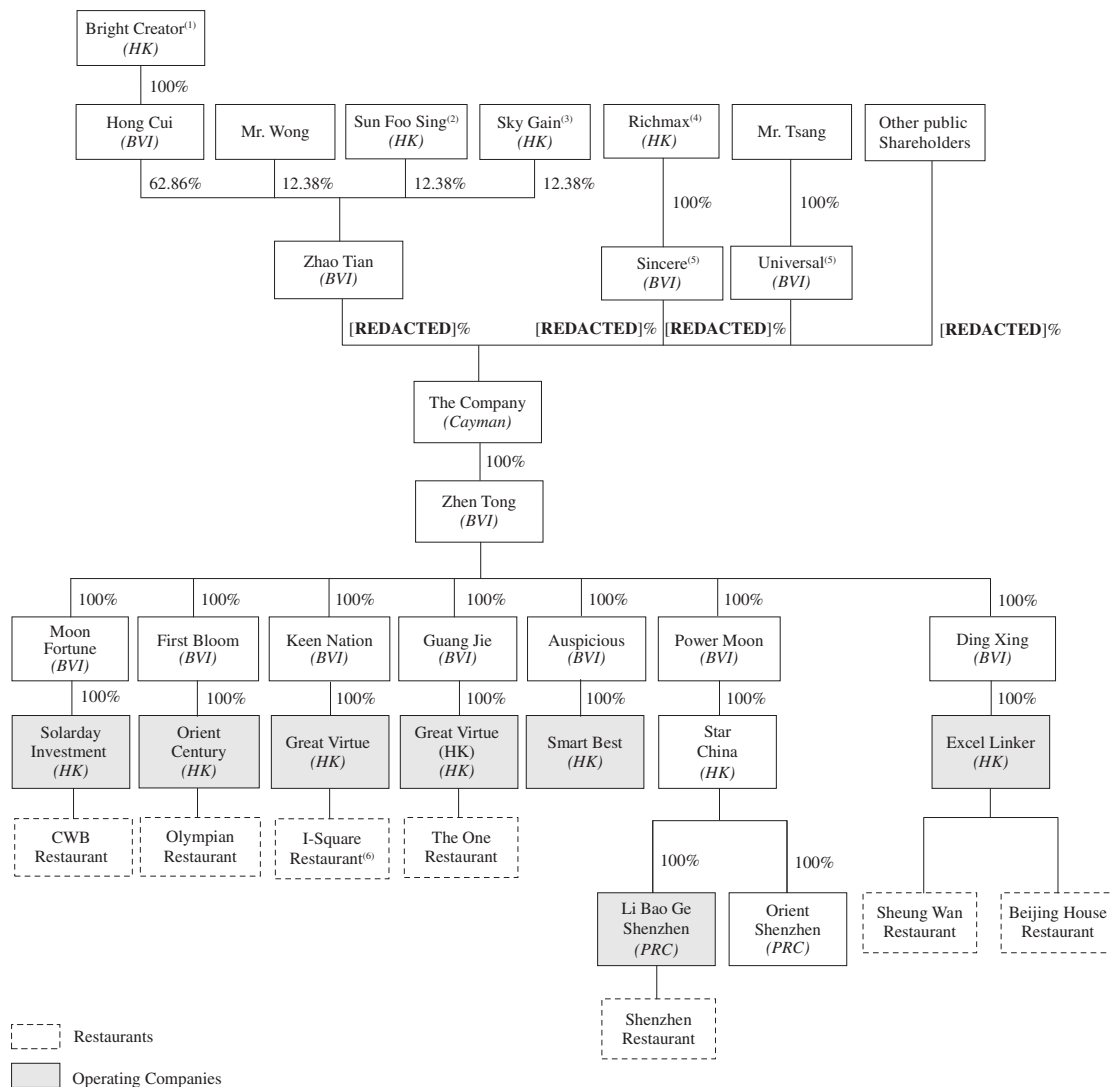 Bright Creator(1)
(HK)
100%
Hong Cui
(BVI)
Mr. Wong
Sun Foo Sing(2)
(HK)
Sky Gain(3)
(HK)
Richmax(4)
(HK)
Mr. Tsang
Other public
Shareholders
62.86%
12.38%
12.38%
12.38%
100%
100%
Zhao Tian
(BVI)
Sincere(5)
(BVI)
Universal(5)
(BVI)
[REDACTED]%
[REDACTED]%
[REDACTED]%
[REDACTED]%
The Company
(Cayman)
100%
Zhen Tong
(BVI)
100%
100%
100%
100%
100%
100%
100%
Moon
Fortune
(BVI)
First Bloom
(BVI)
Keen Nation
(BVI)
Guang Jie
(BVI)
Auspicious
(BVI)
Power Moon
(BVI)
Ding Xing
(BVI)
100%
100%
100%
100%
100%
100%
100%
Solarday
Investment
(HK)
Orient
Century
(HK)
Great Virtue
(HK)
Great Virtue
(HK)
(HK)
Smart Best
(HK)
Star
China
(HK)
Excel Linker
(HK)
CWB
Restaurant
Olympian
Restaurant
I-Square
Restaurant(6)
The One
Restaurant
100%
100%
Li Bao Ge
Shenzhen
(PRC)
Orient
Shenzhen
(PRC)
Sheung Wan
Restaurant
Beijing House
Restaurant
Shenzhen
Restaurant
Restaurants
Operating Companies